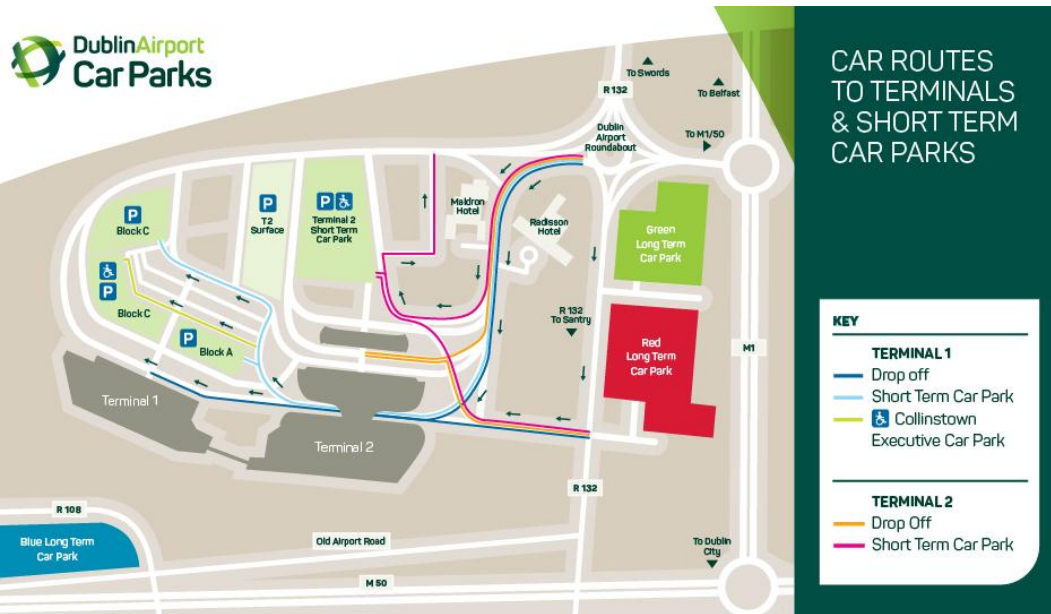 DublinAirport
Car Parks
CAR ROUTES
TO TERMINALS
& SHORT TERM
CAR PARKS
To Swords
R 132
To Belfast
Dublin
Airport
Roundabout
To M1/50
P
Block C
P
T2
Surface
P
Terminal 2
Short Term
Car Park
Maldron
Hotel
Radisson
Hotel
Green
Long Term
Car Park
P
Block C
P
Block A
R 132
To Santry
Red
Long Term
Car Park
M1
Terminal 1
Terminal 2
R 132
R 108
Blue Long Term
Car Park
Old Airport Road
To Dublin
City
M 50
KEY
TERMINAL 1
Drop off
Short Term Car Park
Collinstown
Executive Car Park
TERMINAL 2
Drop Off
Short Term Car Park